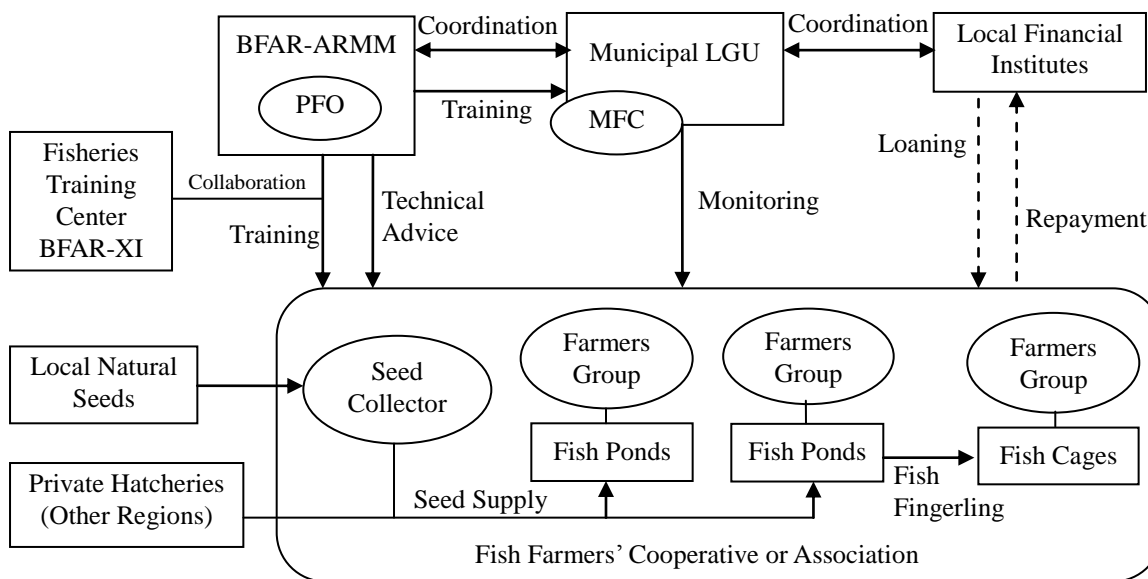 BFAR-ARMM
PFO
Coordination
Training
Municipal LGU
MFC
Coordination
Local Financial
Institutes
Fisheries
Training
Center
BFAR-XI
Collaboration
Training
Technical
Advice
Monitoring
Loaning
Repayment
Local Natural
Seeds
Seed
Collector
Farmers
Group
Farmers
Group
Farmers
Group
Fish Ponds
Fish Ponds
Fish Cages
Private Hatcheries
(Other Regions)
Seed Supply
Fish
Fingerling
Fish Farmers’ Cooperative or Association